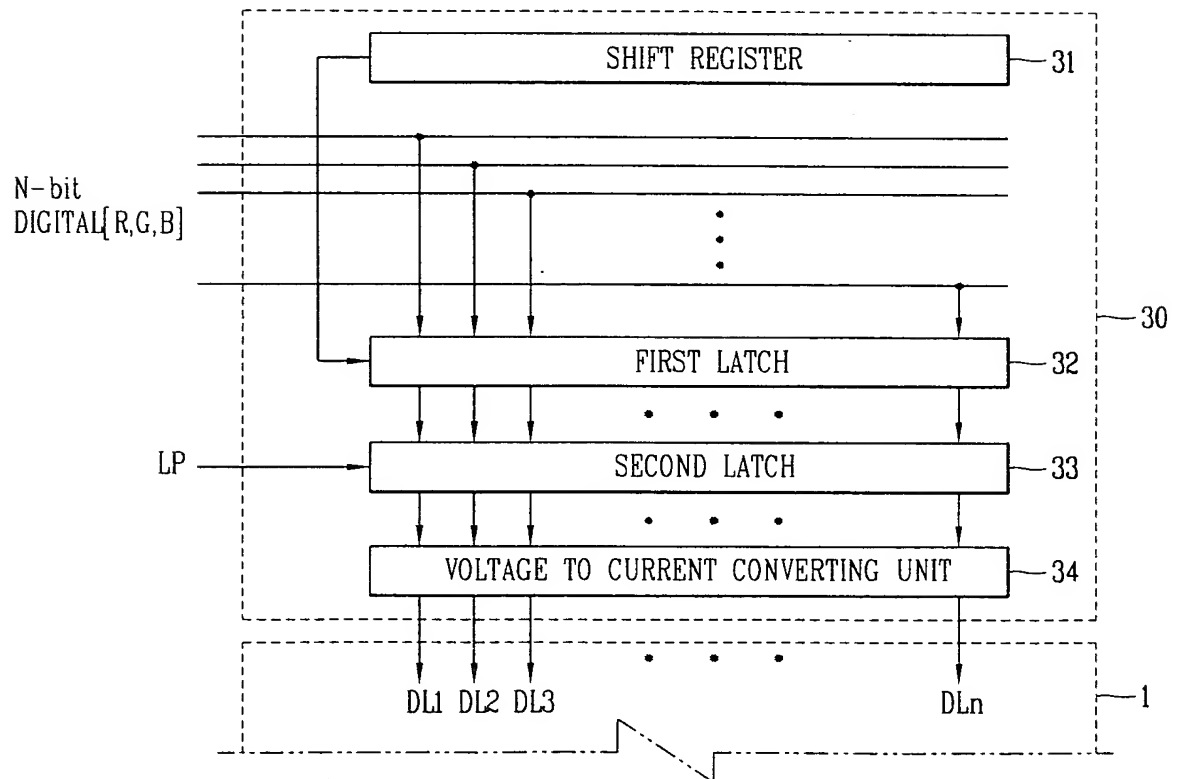 SHIFT REGISTER
31
N-bit
DIGITAL[R,G,B]
30
FIRST LATCH
32
LP
SECOND LATCH
33
VOLTAGE TO CURRENT CONVERTING UNIT
34
DL1 DL2 DL3 DLn
1